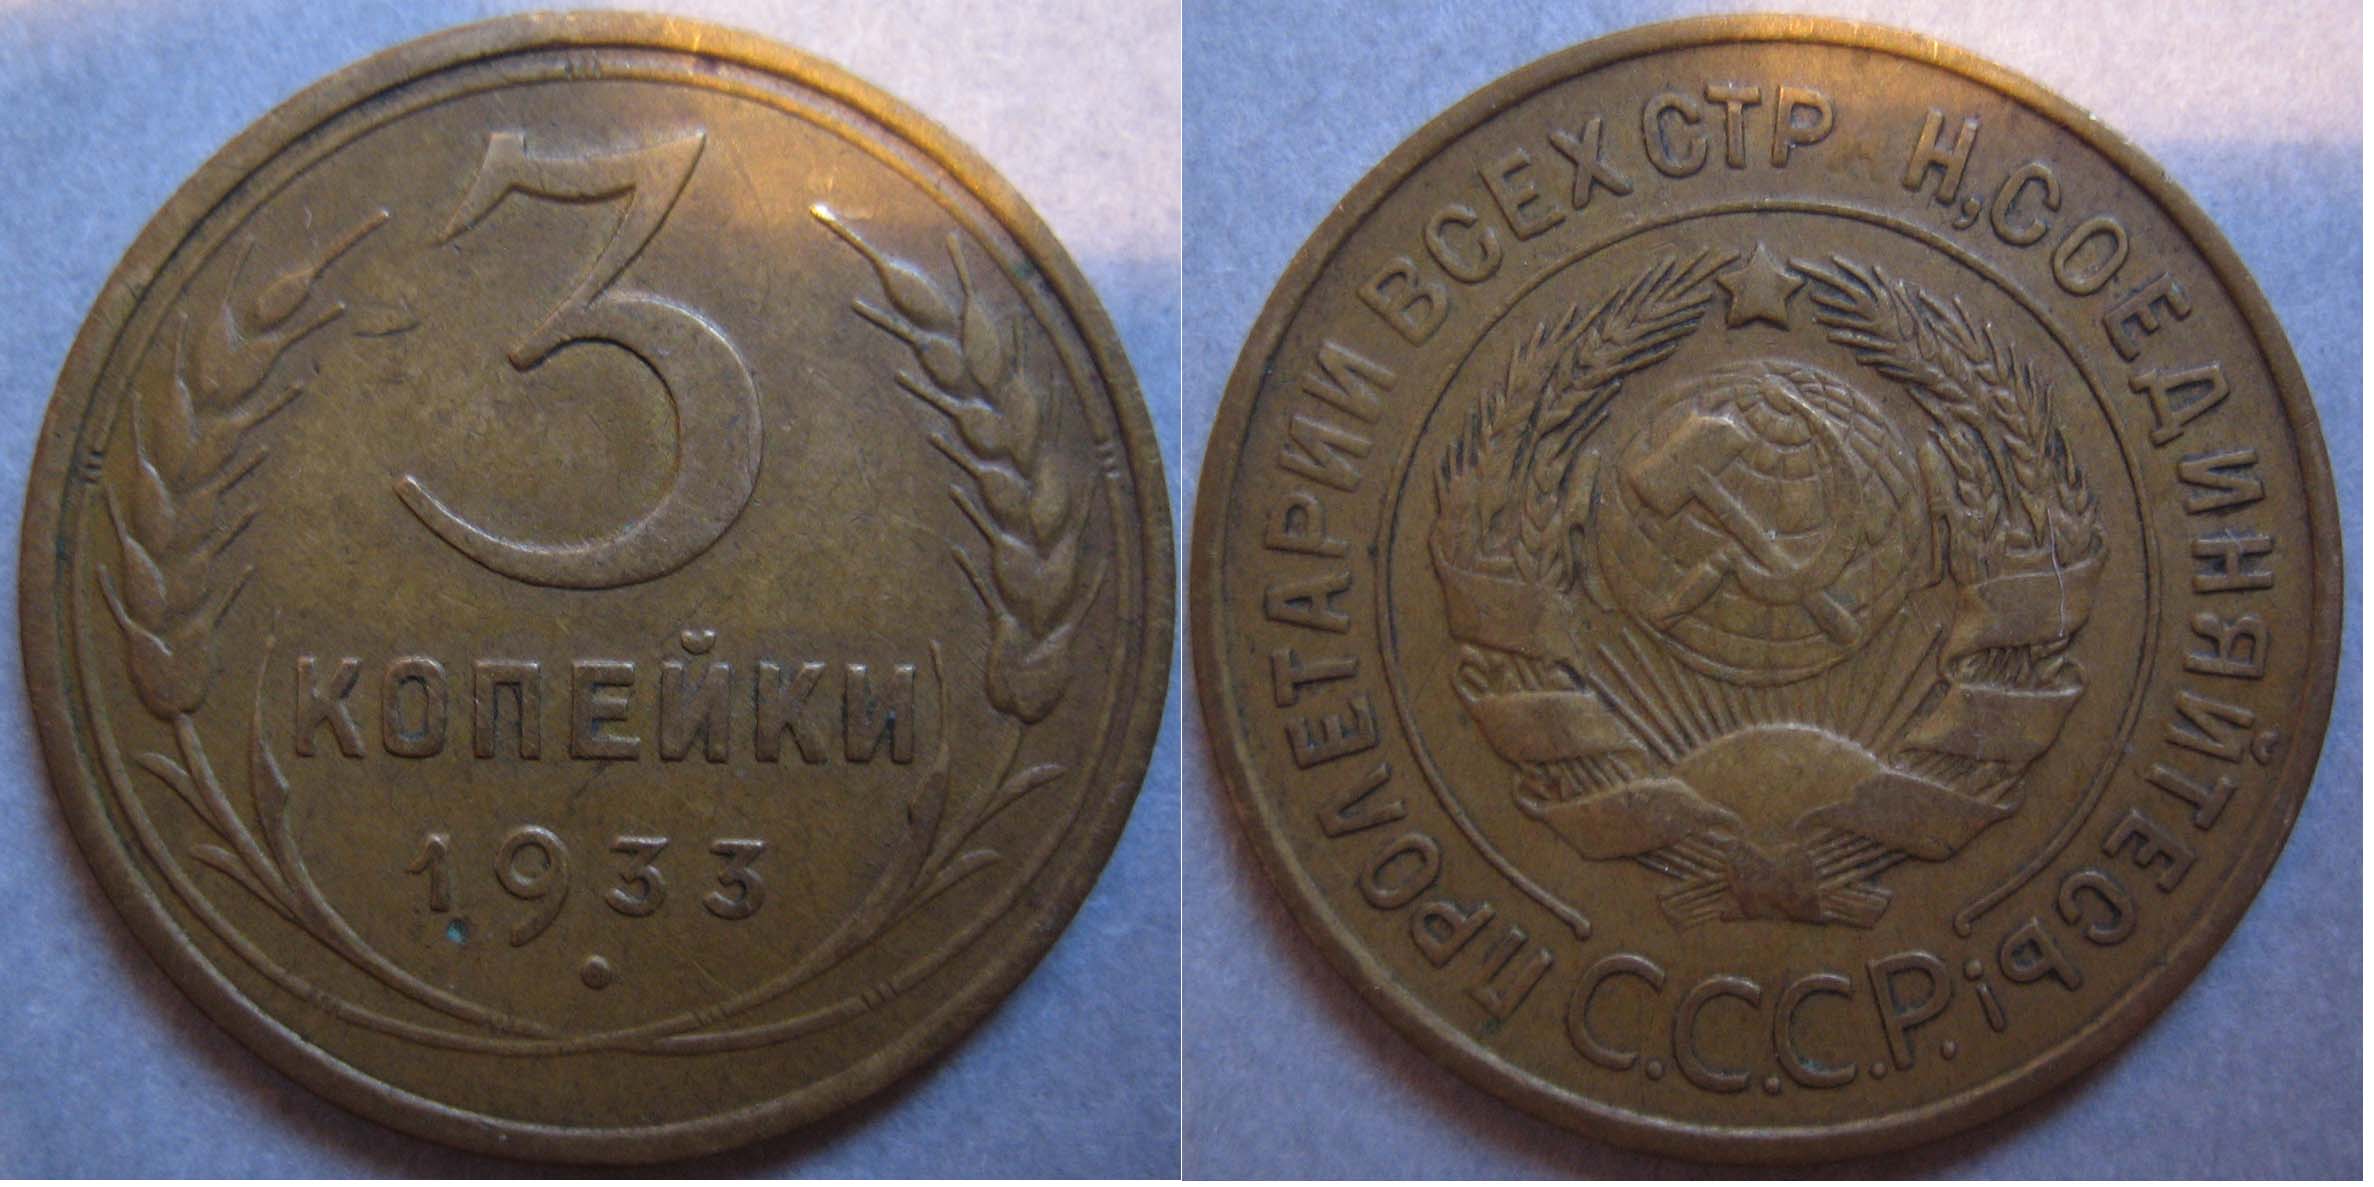 3
КОПЕЙКИ
1933
ПРОЛЕТАРИИ ВСЕХ СТР Н, СОЕДИНЯЙТЕСЬ!
С.С.С.Р.